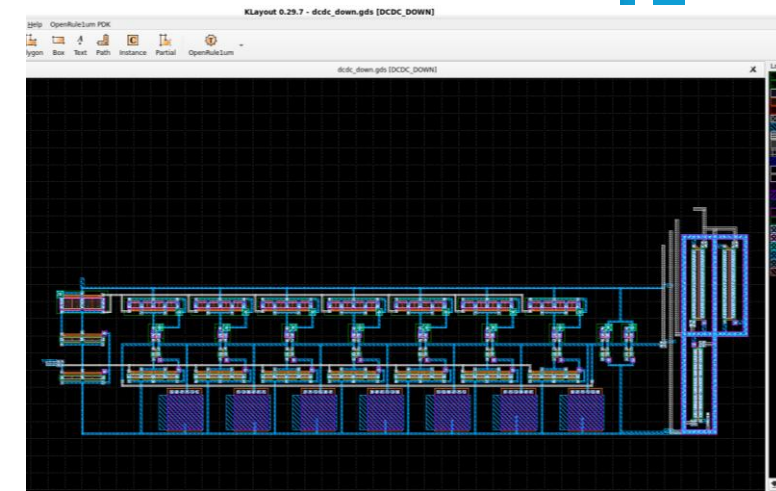 KLayout 0.29.7 - dcdc_down.gds [DCDC_DOWN]
Help OpenRule1um PDK
Box Text Path Instance Partial OpenRule1um
dcdc_down.gds [DCDC_DOWN]